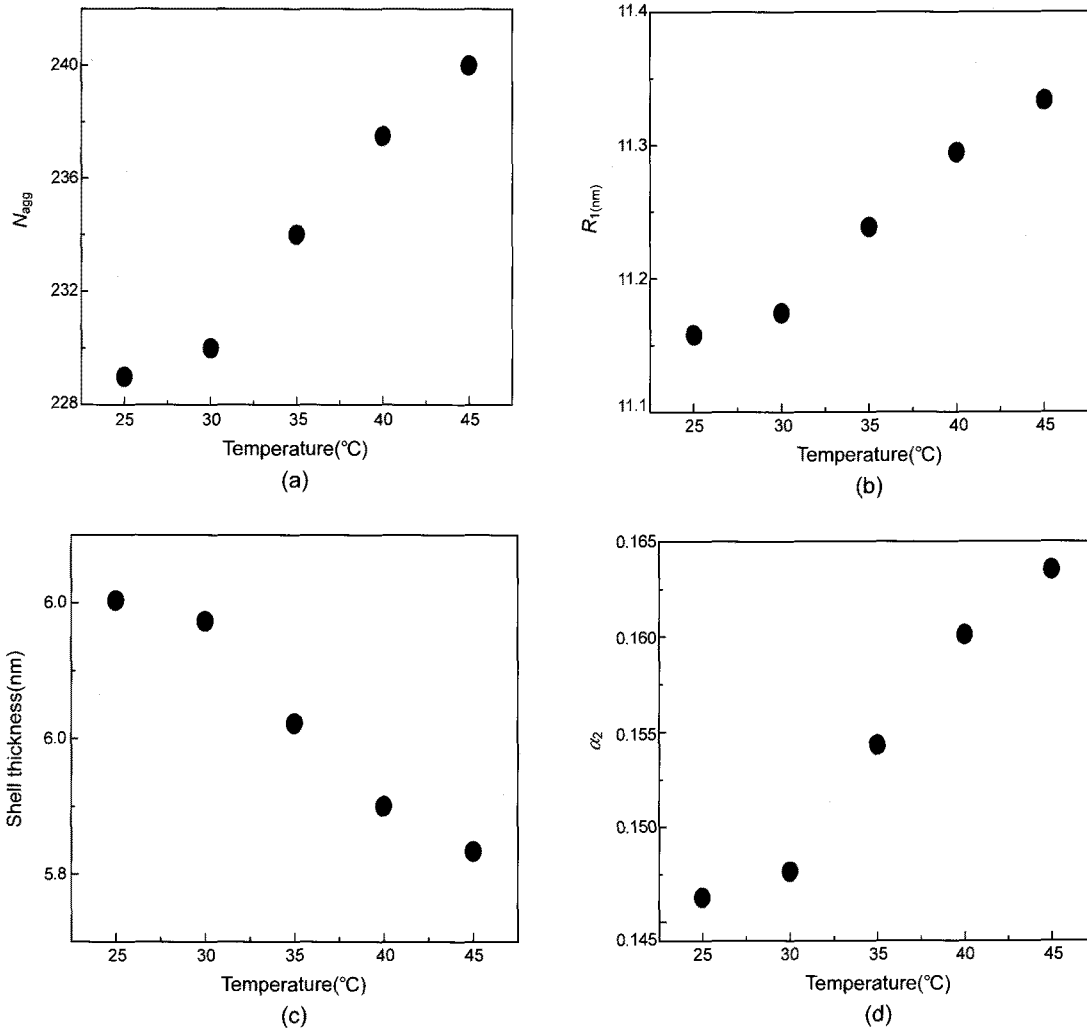 240
236
232
228
N_agg
25 30 35 40 45
Temperature(°C)
(a)
11.4
11.3
11.2
11.1
R_1(nm)
25 30 35 40 45
Temperature(°C)
(b)
6.0
6.0
5.8
Shell thickness(nm)
25 30 35 40 45
Temperature(°C)
(c)
0.165
0.160
0.155
0.150
0.145
α_2
25 30 35 40 45
Temperature(°C)
(d)